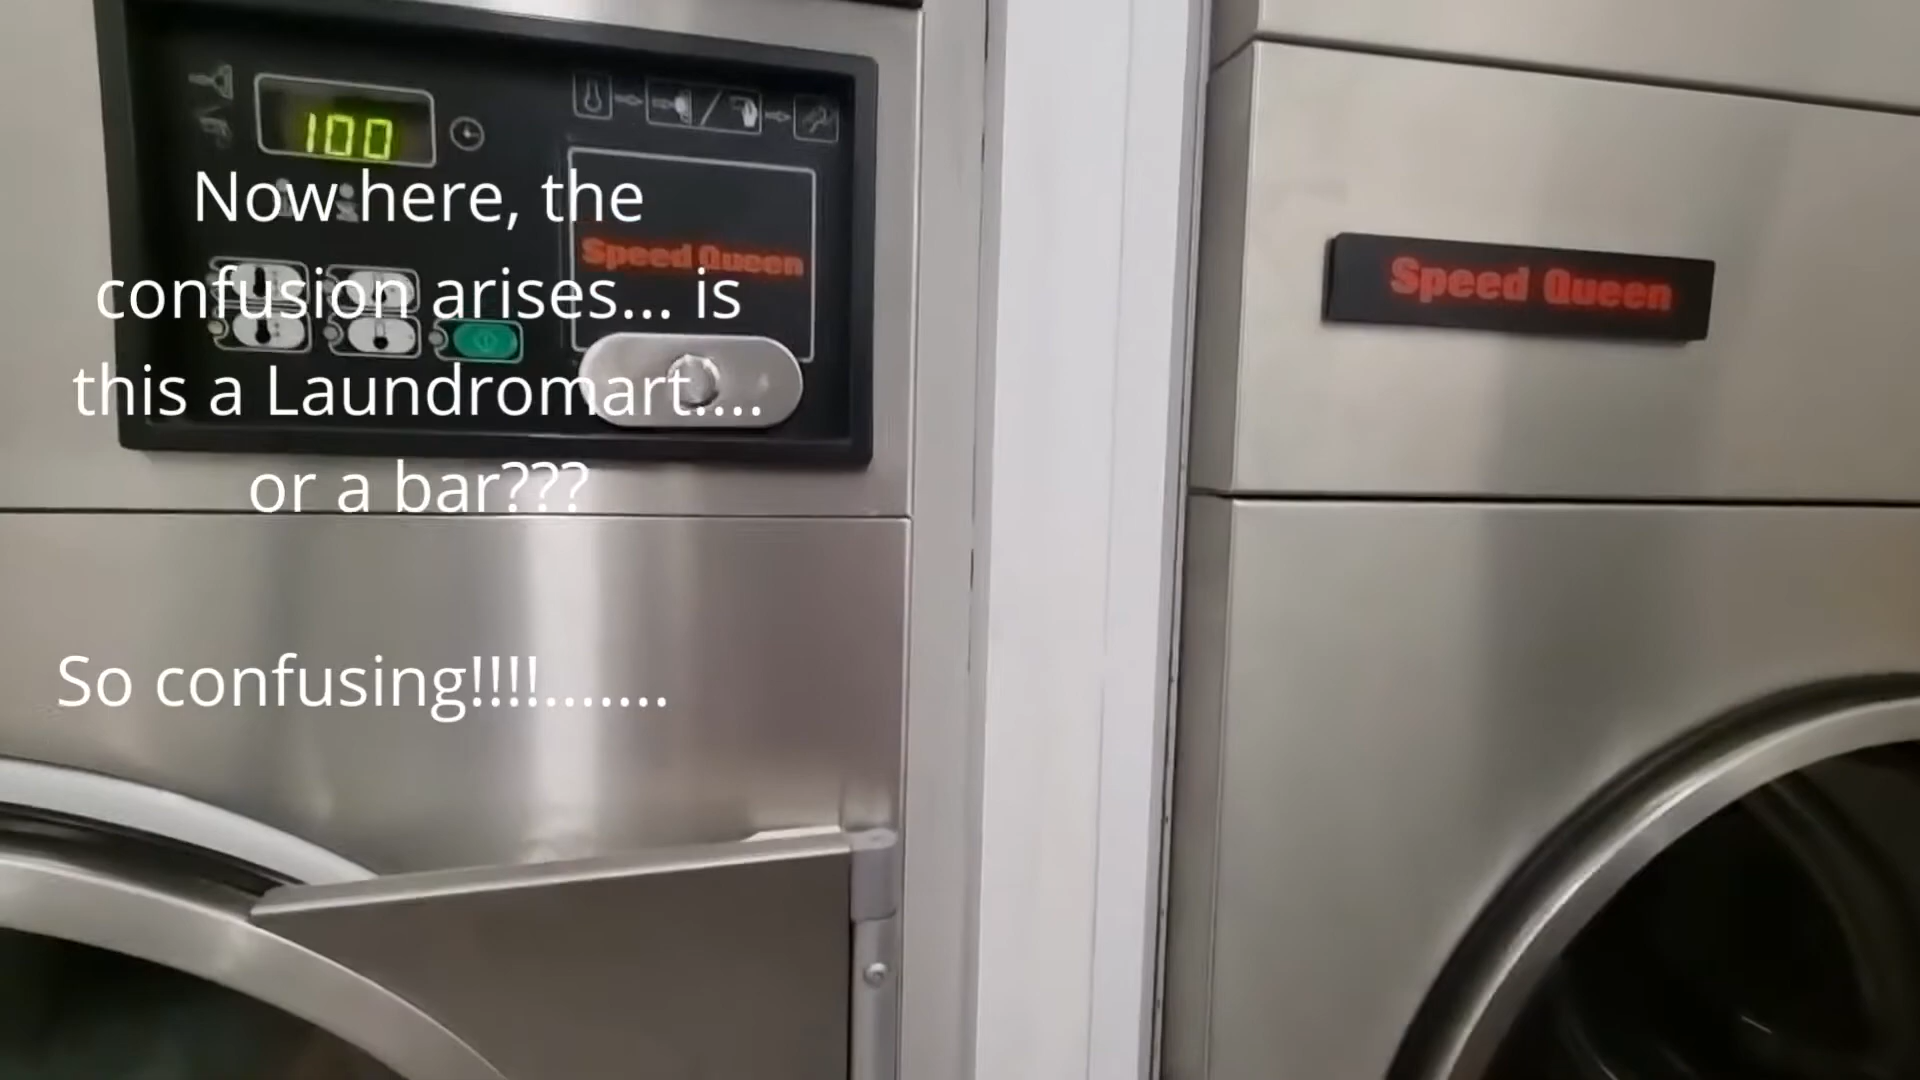 100
Speed Queen
Speed Queen
Now here, the
confusion arises... is
this a Laundromart....
or a bar???
So confusing!!!!.......